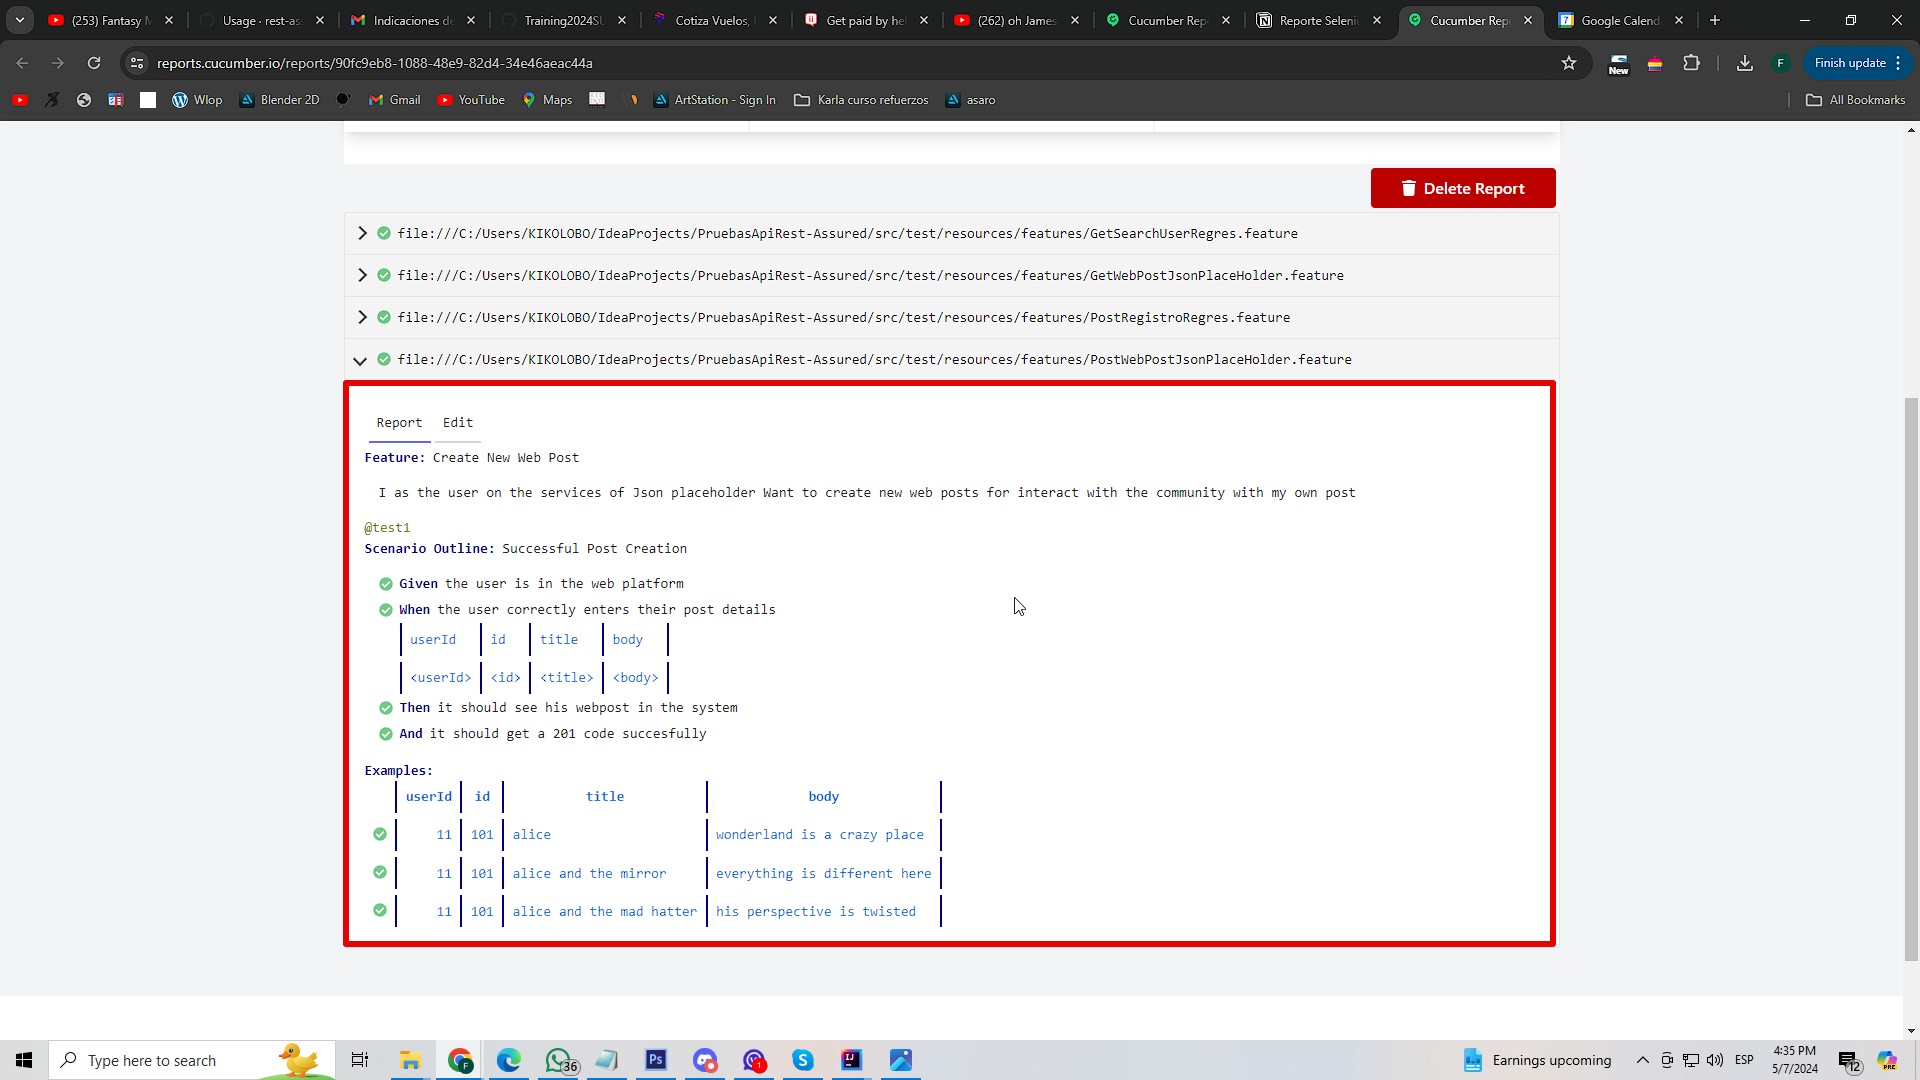 (253) Fantasy M
Usage · rest-as
Indicaciones de
Training2024SU
Cotiza Vuelos,
Get paid by hel
(262) oh James
Cucumber Rep
Reporte Seleni
Cucumber Rep
Google Calend
reports.cucumber.io/reports/90fc9eb8-1088-48e9-82d4-34e46aeac44a
New
F
Finish update
Wlop
Blender 2D
Gmail
YouTube
Maps
ArtStation - Sign In
Karla curso refuerzos
asaro
All Bookmarks
Delete Report
file:///C:/Users/KIKOLOBO/IdeaProjects/PruebasApiRest-Assured/src/test/resources/features/GetSearchUserRegres.feature
file:///C:/Users/KIKOLOBO/IdeaProjects/PruebasApiRest-Assured/src/test/resources/features/GetWebPostJsonPlaceHolder.feature
file:///C:/Users/KIKOLOBO/IdeaProjects/PruebasApiRest-Assured/src/test/resources/features/PostRegistroRegres.feature
file:///C:/Users/KIKOLOBO/IdeaProjects/PruebasApiRest-Assured/src/test/resources/features/PostWebPostJsonPlaceHolder.feature
Report Edit
Feature: Create New Web Post
I as the user on the services of Json placeholder Want to create new web posts for interact with the community with my own post
@test1
Scenario Outline: Successful Post Creation
Given the user is in the web platform
When the user correctly enters their post details
userId id title body
<userId> <id> <title> <body>
Then it should see his webpost in the system
And it should get a 201 code succesfully
Examples:
userId id title body
11 101 alice wonderland is a crazy place
11 101 alice and the mirror everything is different here
11 101 alice and the mad hatter his perspective is twisted
Type here to search
36
1
Earnings upcoming
ESP
4:35 PM
5/7/2024
12